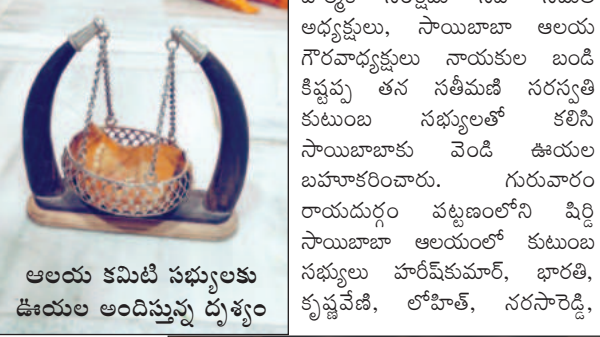 ఆలయ కమిటి సభ్యులకు
ఊయల అందిస్తున్న దృశ్యం
అధ్యక్షులు, సాయిబాబా ఆలయ
గౌరవాధ్యక్షులు నాయకుల బండి
కిష్టప్ప తన సతీమణి సరస్వతి
కుటుంబ సభ్యులతో కలిసి
సాయిబాబాకు వెండి ఊయల
బహూకరించారు. గురువారం
రాయదుర్గం పట్టణంలోని షిర్డి
సాయిబాబా ఆలయంలో కుటుంబ
సభ్యులు హరీష్‌కుమార్, భారతి,
కృష్ణవేణి, లోహిత్, నరసారెడ్డి,